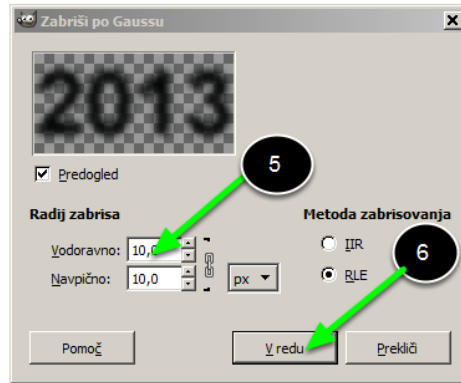 Zabriši po Gaussu
2013
Predogled
5
Radij zabrisa
Metoda zabrisovanja
Vodoravno: 10,0
IIR
6
Navpično: 10,0
px
RLE
Pomoč
V redu
Prekliči